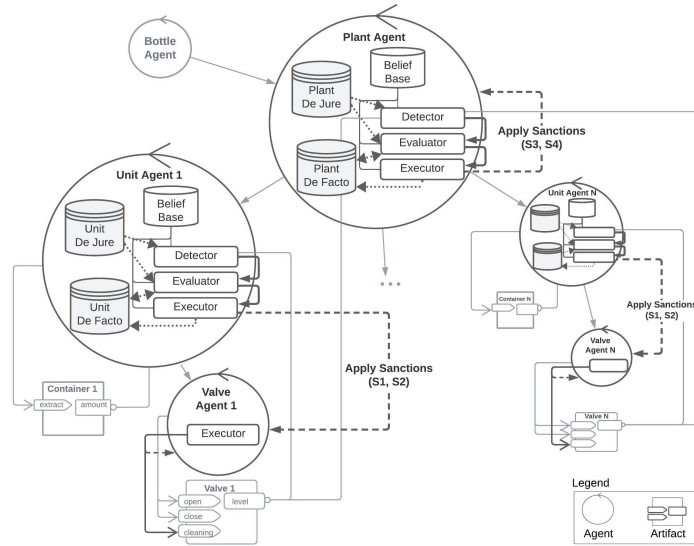 Bottle
Agent
Plant Agent
Belief
Base
Plant
De Jure
Detector
Evaluator
Executor
Plant
De Facto
Apply Sanctions
(S3, S4)
Unit Agent 1
Belief
Base
Unit
De Jure
Detector
Evaluator
Executor
Unit
De Facto
Unit Agent N
Belief
Base
Container N
Apply Sanctions
(S1, S2)
Valve
Agent N
Valve N
Apply Sanctions
(S1, S2)
Container 1
extract
amount
Valve
Agent 1
Executor
Valve 1
open
level
close
cleaning
Legend
Agent
Artifact